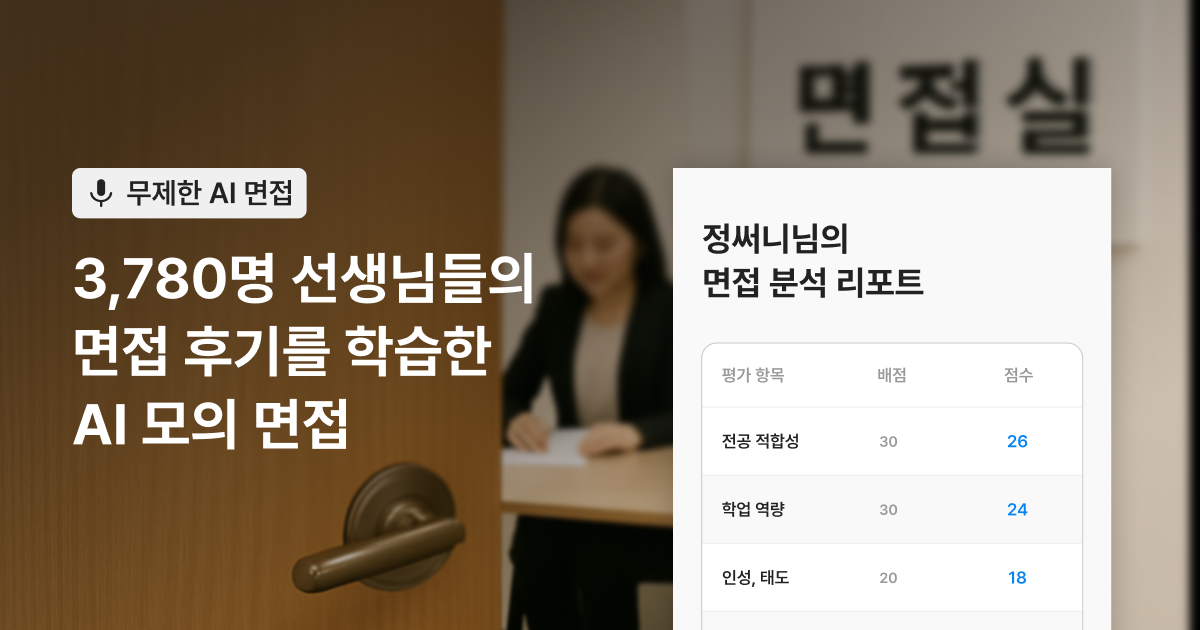 면접실
무제한 AI 면접
3,780명 선생님들의
면접 후기를 학습한
AI 모의 면접
정써니님의
면접 분석 리포트
평가 항목 배점 점수
전공 적합성 30 26
학업 역량 30 24
인성, 태도 20 18